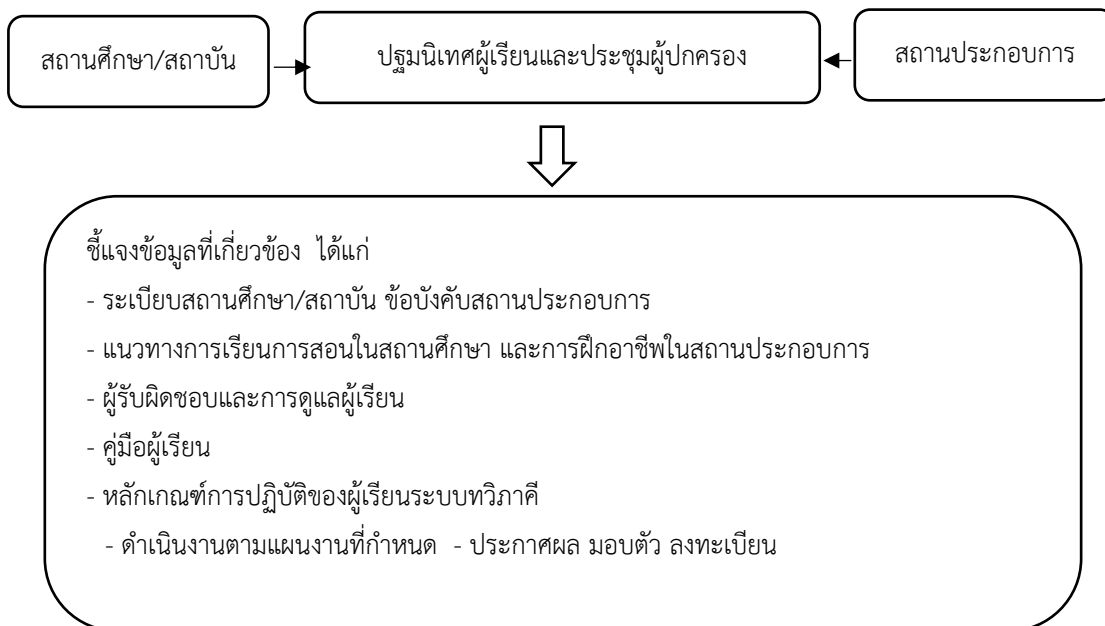 สถานศึกษา/สถาบัน
ปฐมนิเทศผู้เรียนและประชุมผู้ปกครอง
สถานประกอบการ
ชี้แจงข้อมูลที่เกี่ยวข้อง ได้แก่
- ระเบียบสถานศึกษา/สถาบัน ข้อบังคับสถานประกอบการ
- แนวทางการเรียนการสอนในสถานศึกษา และการฝึกอาชีพในสถานประกอบการ
- ผู้รับผิดชอบและการดูแลผู้เรียน
- คู่มือผู้เรียน
- หลักเกณฑ์การปฏิบัติของผู้เรียนระบบทวิภาคี
- ดำเนินงานตามแผนงานที่กำหนด - ประกาศผล มอบตัว ลงทะเบียน